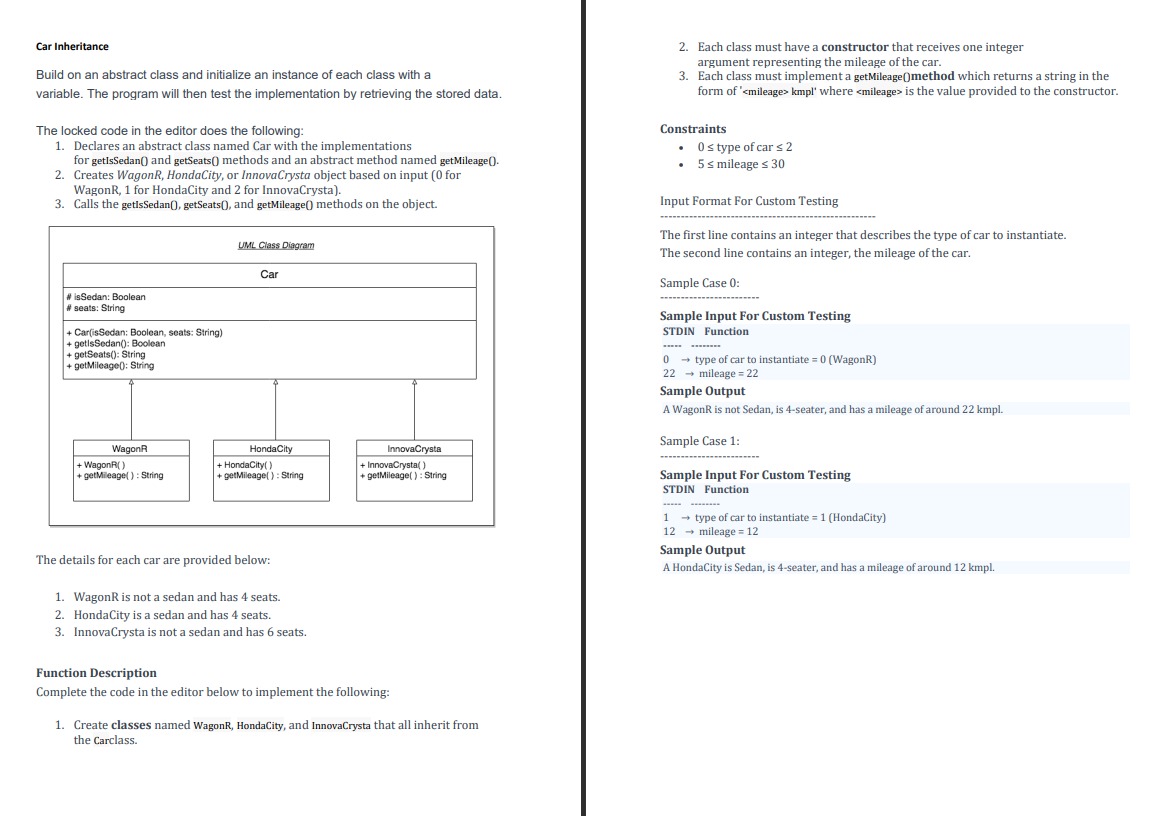 Car Inheritance
Build on an abstract class and initialize an instance of each class with a
variable. The program will then test the implementation by retrieving the stored data.
The locked code in the editor does the following:
1. Declares an abstract class named Car with the implementations
for getIsSedan() and getSeats() methods and an abstract method named getMileage().
2. Creates WagonR, HondaCity, or InnovaCrysta object based on input (0 for
WagonR, 1 for HondaCity and 2 for InnovaCrysta).
3. Calls the getIsSedan(), getSeats(), and getMileage() methods on the object.
UML Class Diagram
Car
# isSedan: Boolean
# seats: String
+ Car(isSedan: Boolean, seats: String)
+ getIsSedan(): Boolean
+ getSeats(): String
+ getMileage(): String
WagonR
+ WagonR( )
+ getMileage( ) : String
HondaCity
+ HondaCity( )
+ getMileage( ) : String
InnovaCrysta
+ InnovaCrysta( )
+ getMileage( ) : String
The details for each car are provided below:
1. WagonR is not a sedan and has 4 seats.
2. HondaCity is a sedan and has 4 seats.
3. InnovaCrysta is not a sedan and has 6 seats.
Function Description
Complete the code in the editor below to implement the following:
1. Create classes named WagonR, HondaCity, and InnovaCrysta that all inherit from
the Carclass.
2. Each class must have a constructor that receives one integer
argument representing the mileage of the car.
3. Each class must implement a getMileage()method which returns a string in the
form of '<mileage> kmpl' where <mileage> is the value provided to the constructor.
Constraints
• 0 ≤ type of car ≤ 2
• 5 ≤ mileage ≤ 30
Input Format For Custom Testing
----------------------------------------------------
The first line contains an integer that describes the type of car to instantiate.
The second line contains an integer, the mileage of the car.
Sample Case 0:
------------------------
Sample Input For Custom Testing
STDIN Function
----- --------
0 → type of car to instantiate = 0 (WagonR)
22 → mileage = 22
Sample Output
A WagonR is not Sedan, is 4-seater, and has a mileage of around 22 kmpl.
Sample Case 1:
------------------------
Sample Input For Custom Testing
STDIN Function
----- --------
1 → type of car to instantiate = 1 (HondaCity)
12 → mileage = 12
Sample Output
A HondaCity is Sedan, is 4-seater, and has a mileage of around 12 kmpl.